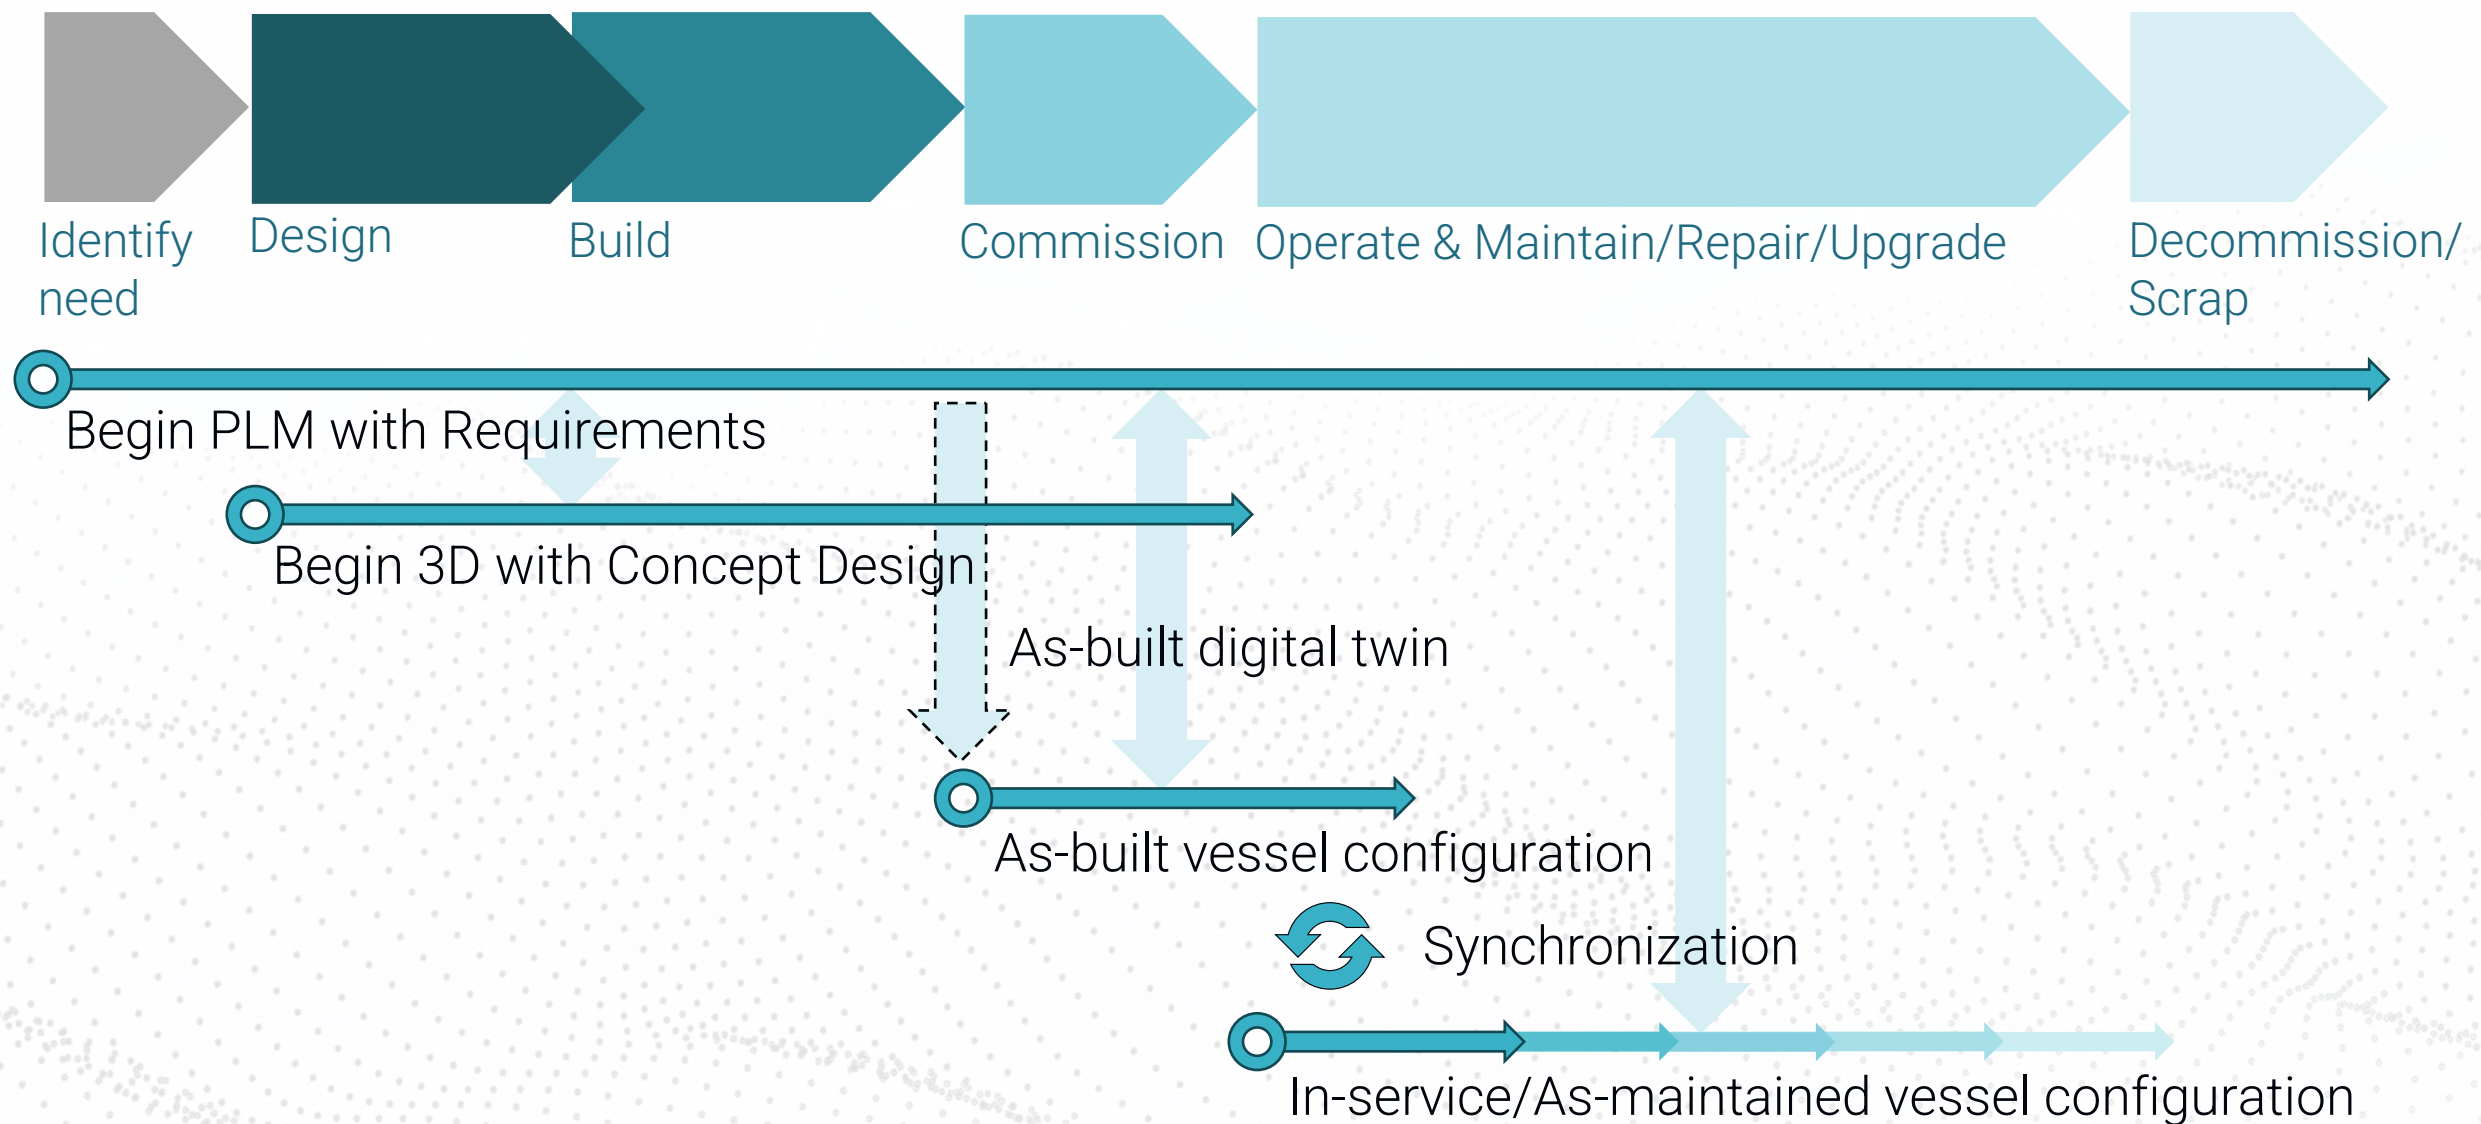 Identify
need
Design
Build
Commission
Operate & Maintain/Repair/Upgrade
Decommission/
Scrap
Begin PLM with Requirements
Begin 3D with Concept Design
As-built digital twin
As-built vessel configuration
Synchronization
In-service/As-maintained vessel configuration